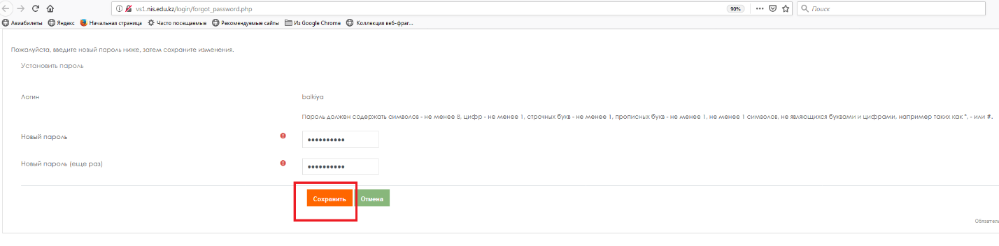 vs1.nis.edu.kz/login/forgot_password.php 90% Поиск
Авиабилеты Яндекс Начальная страница Часто посещаемые Рекомендуемые сайты Из Google Chrome Коллекция веб-фраг...
Пожалуйста, введите новый пароль ниже, затем сохраните изменения.
Установить пароль
Логин balkiya
Пароль должен содержать символов - не менее 8, цифр - не менее 1, строчных букв - не менее 1, прописных букв - не менее 1, не менее 1 символов, не являющихся буквами и цифрами, например таких как *, - или #.
Новый пароль ••••••••••
Новый пароль (еще раз) ••••••••••
Сохранить Отмена
Обязатель